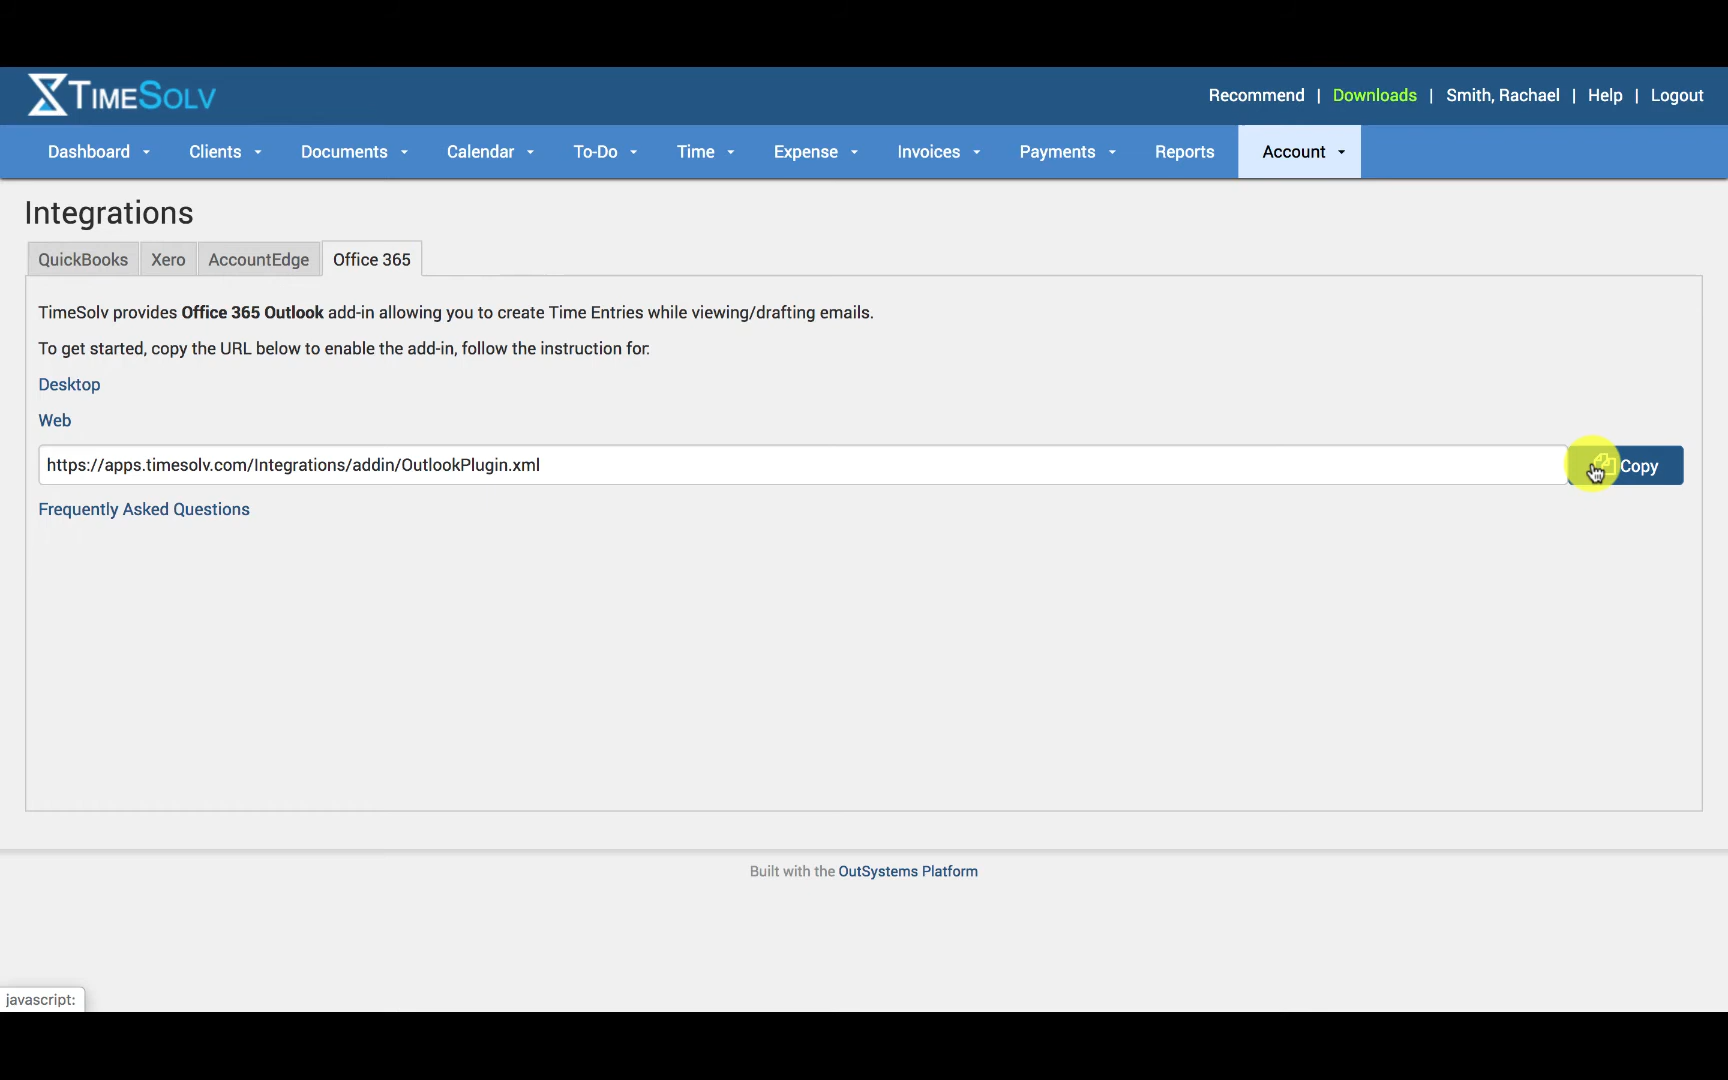 TIMESOLV
Recommend | Downloads | Smith, Rachael | Help | Logout
Dashboard Clients Documents Calendar To-Do Time Expense Invoices Payments Reports Account
Integrations
QuickBooks Xero AccountEdge Office 365
TimeSolv provides Office 365 Outlook add-in allowing you to create Time Entries while viewing/drafting emails.
To get started, copy the URL below to enable the add-in, follow the instruction for:
Desktop
Web
https://apps.timesolv.com/Integrations/addin/OutlookPlugin.xml Copy
Frequently Asked Questions
Built with the OutSystems Platform
javascript: